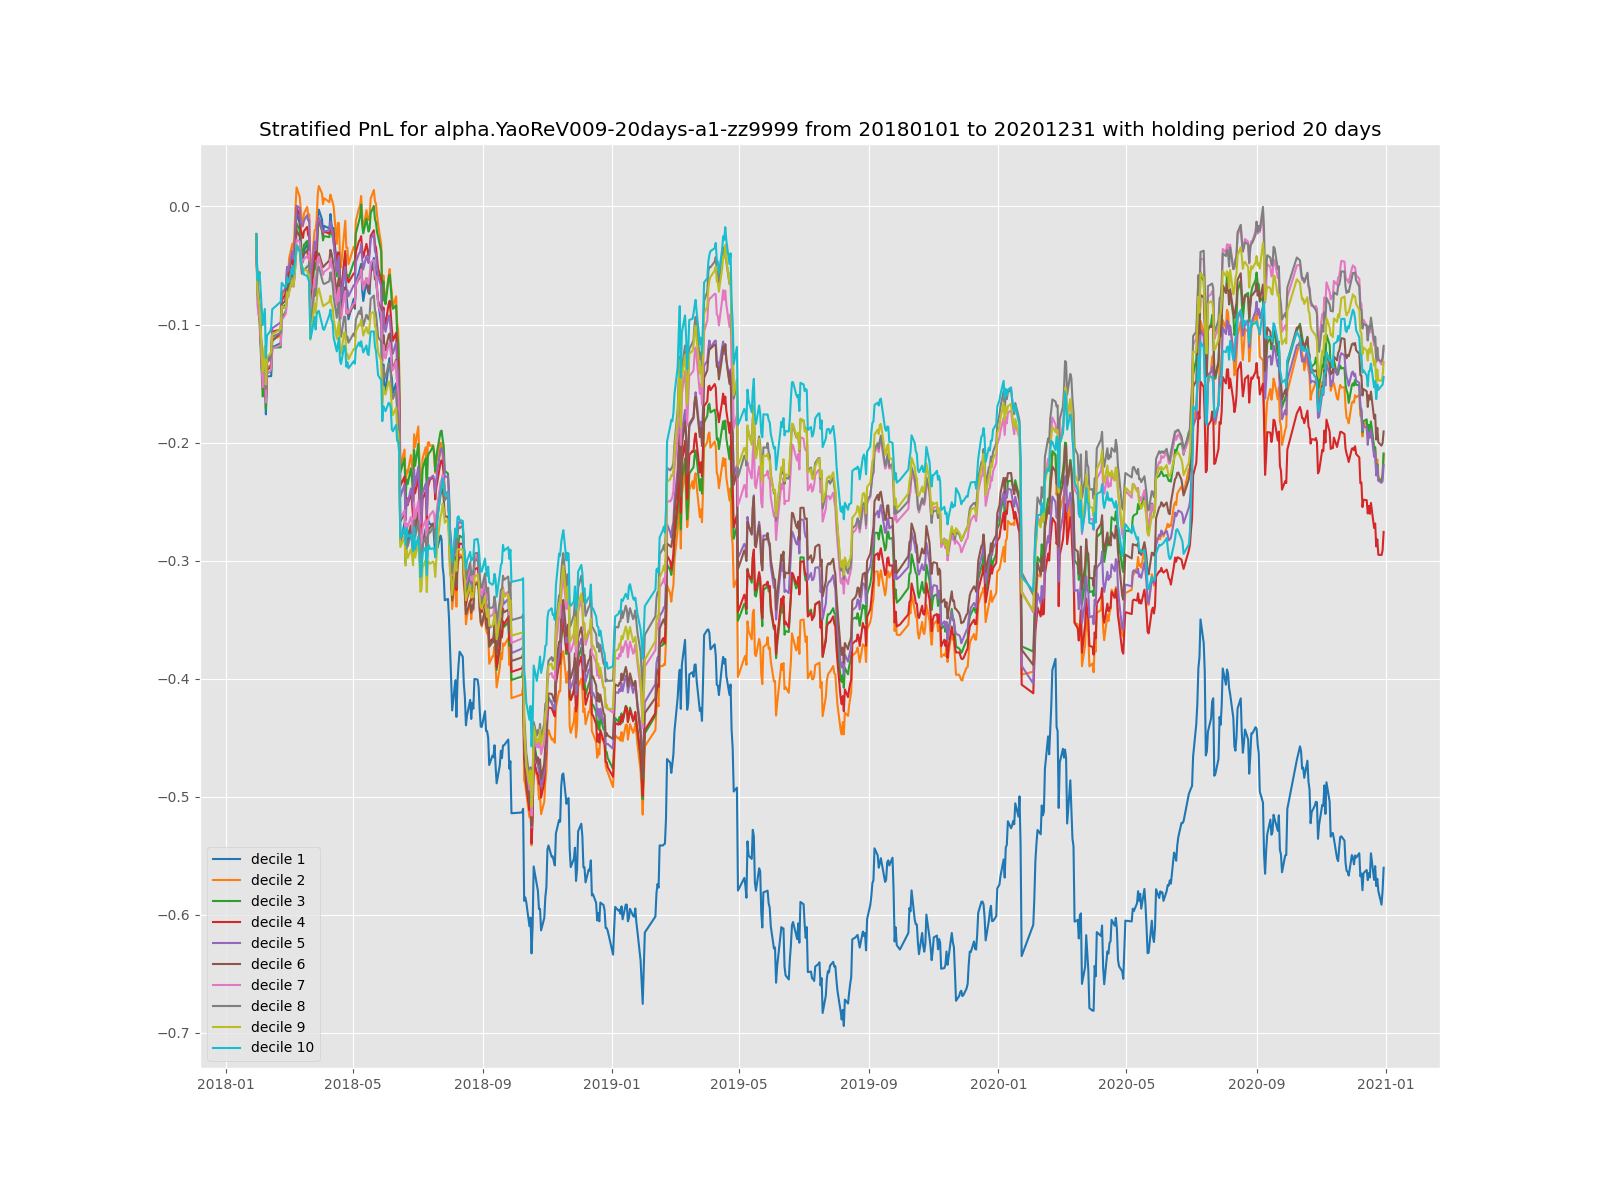 Stratified PnL for alpha.YaoReV009-20days-a1-zz9999 from 20180101 to 20201231 with holding period 20 days
0.0
−0.1
−0.2
−0.3
−0.4
−0.5
−0.6
−0.7
decile 1
decile 2
decile 3
decile 4
decile 5
decile 6
decile 7
decile 8
decile 9
decile 10
2018-01 2018-05 2018-09 2019-01 2019-05 2019-09 2020-01 2020-05 2020-09 2021-01